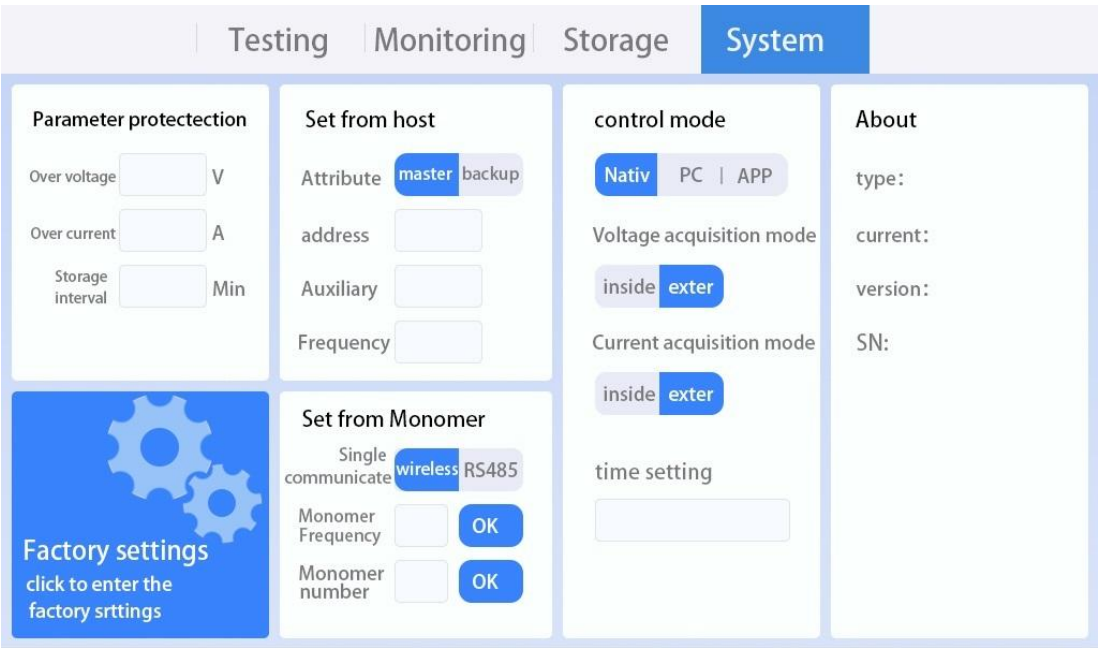 Testing | Monitoring | Storage System
Parameter protectection
Over voltage V
Over current A
Storage
interval Min
Factory settings
click to enter the
factory srttings
Set from host
Attribute master backup
address
Auxiliary
Frequency
Set from Monomer
Single
communicate wireless RS485
Monomer
Frequency OK
Monomer
number OK
control mode
Nativ PC | APP
Voltage acquisition mode
inside exter
Current acquisition mode
inside exter
time setting
About
type:
current:
version:
SN: